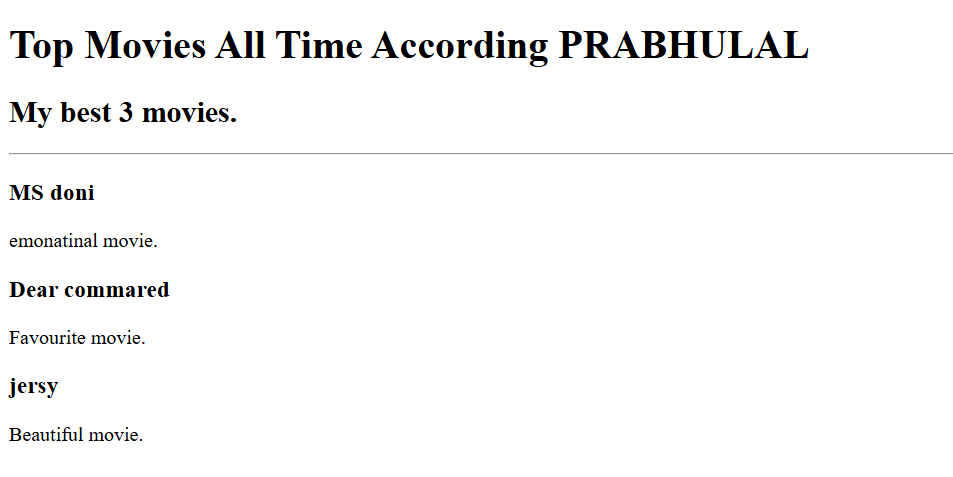 Top Movies All Time According PRABHULAL
My best 3 movies.
MS doni
emonatinal movie.
Dear commared
Favourite movie.
jersy
Beautiful movie.